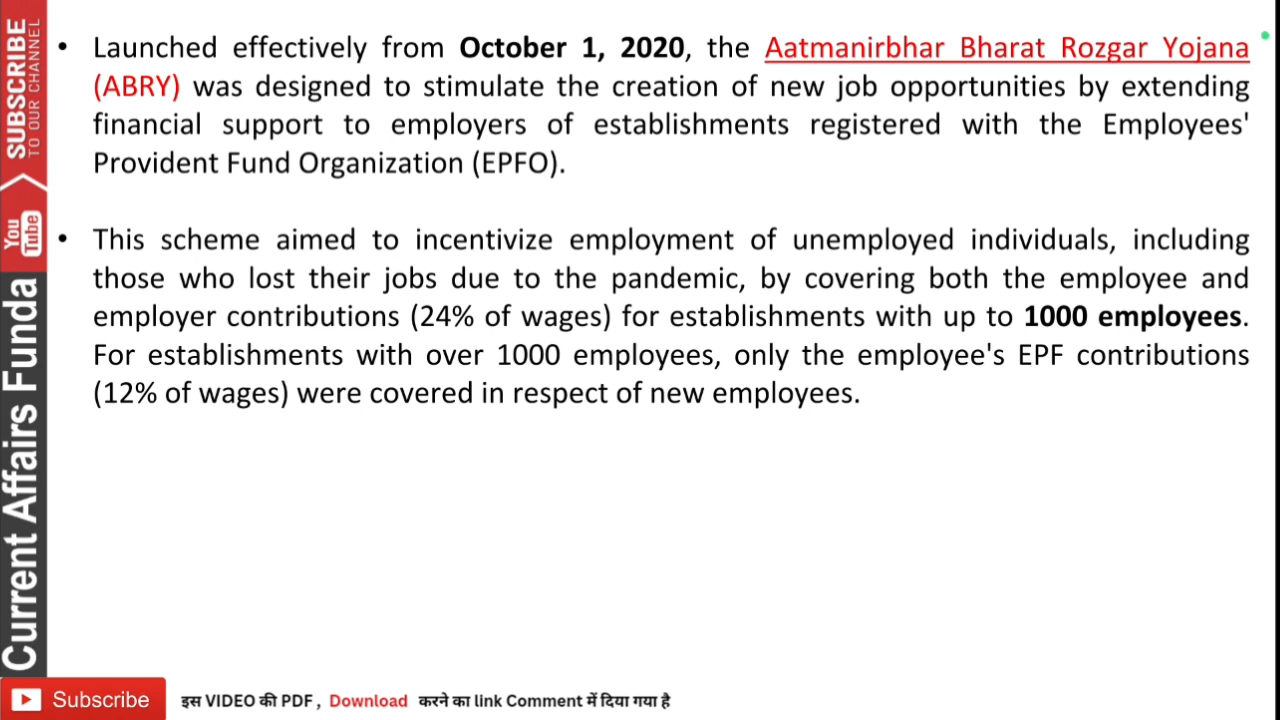 • Launched effectively from October 1, 2020, the Aatmanirbhar Bharat Rozgar Yojana
(ABRY) was designed to stimulate the creation of new job opportunities by extending
financial support to employers of establishments registered with the Employees'
Provident Fund Organization (EPFO).
• This scheme aimed to incentivize employment of unemployed individuals, including
those who lost their jobs due to the pandemic, by covering both the employee and
employer contributions (24% of wages) for establishments with up to 1000 employees.
For establishments with over 1000 employees, only the employee's EPF contributions
(12% of wages) were covered in respect of new employees.
SUBSCRIBE
TO OUR CHANNEL
You Tube
Current Affairs Funda
Subscribe
इस VIDEO की PDF , Download करने का link Comment में दिया गया है